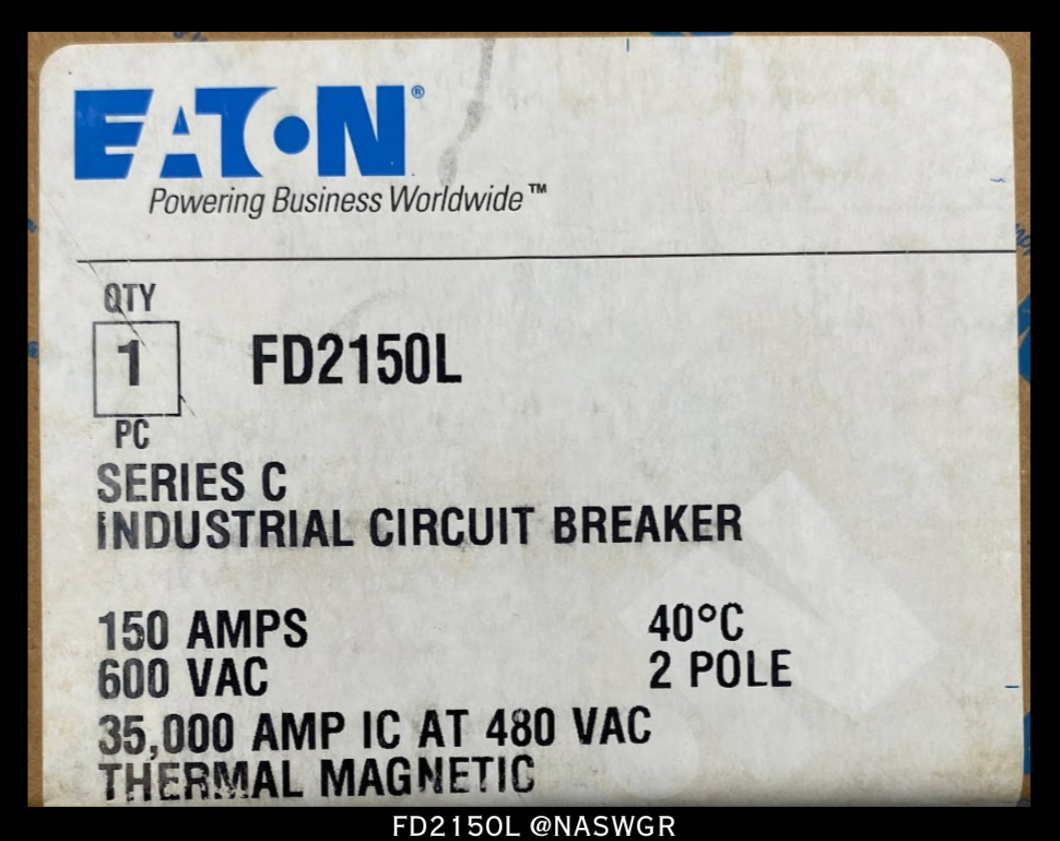 EATON®
Powering Business Worldwide™
QTY
1 FD2150L
PC
SERIES C
INDUSTRIAL CIRCUIT BREAKER
150 AMPS 40°C
600 VAC 2 POLE
35,000 AMP IC AT 480 VAC
THERMAL MAGNETIC
FD2150L @NASWGR